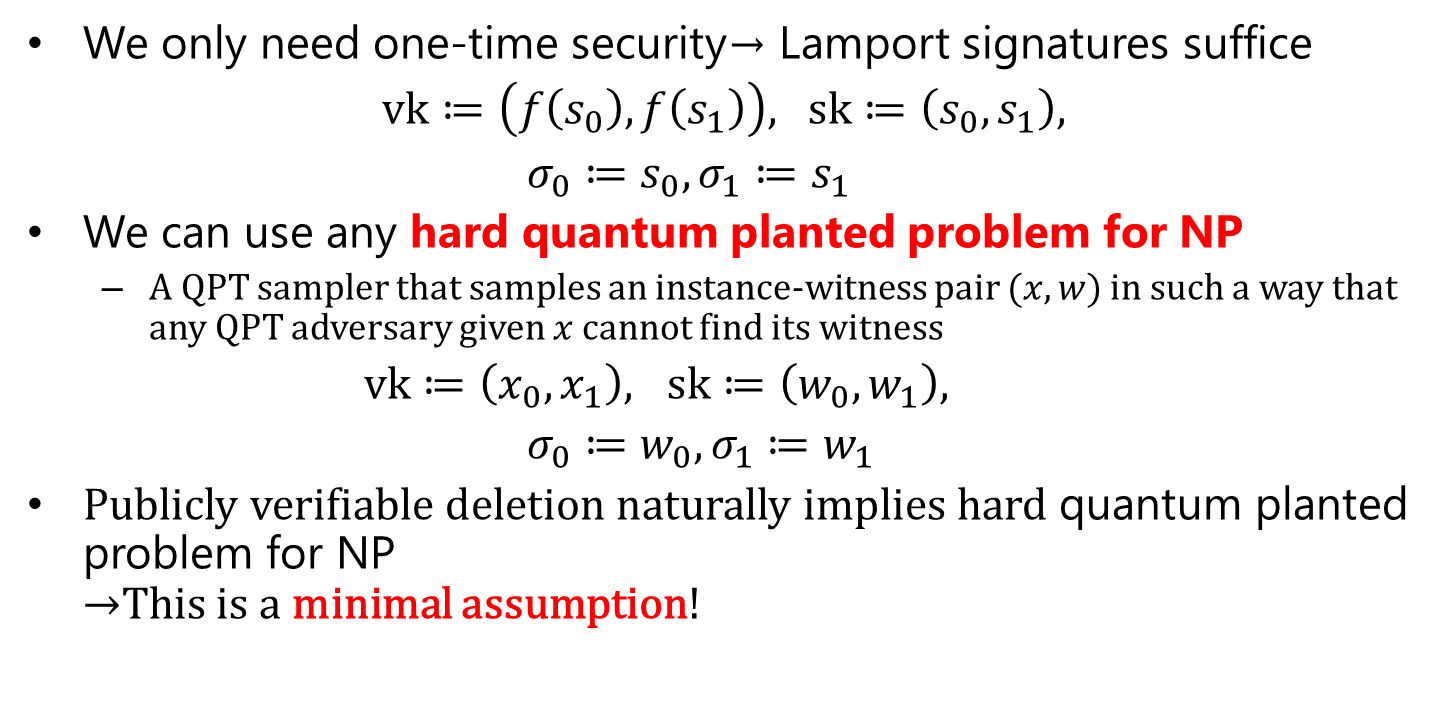 • We only need one-time security→ Lamport signatures suffice
vk ≔ (f(s₀), f(s₁)), sk ≔ (s₀, s₁),
σ₀ ≔ s₀, σ₁ ≔ s₁
• We can use any hard quantum planted problem for NP
– A QPT sampler that samples an instance-witness pair (x, w) in such a way that
any QPT adversary given x cannot find its witness
vk ≔ (x₀, x₁), sk ≔ (w₀, w₁),
σ₀ ≔ w₀, σ₁ ≔ w₁
• Publicly verifiable deletion naturally implies hard quantum planted
problem for NP
→This is a minimal assumption!